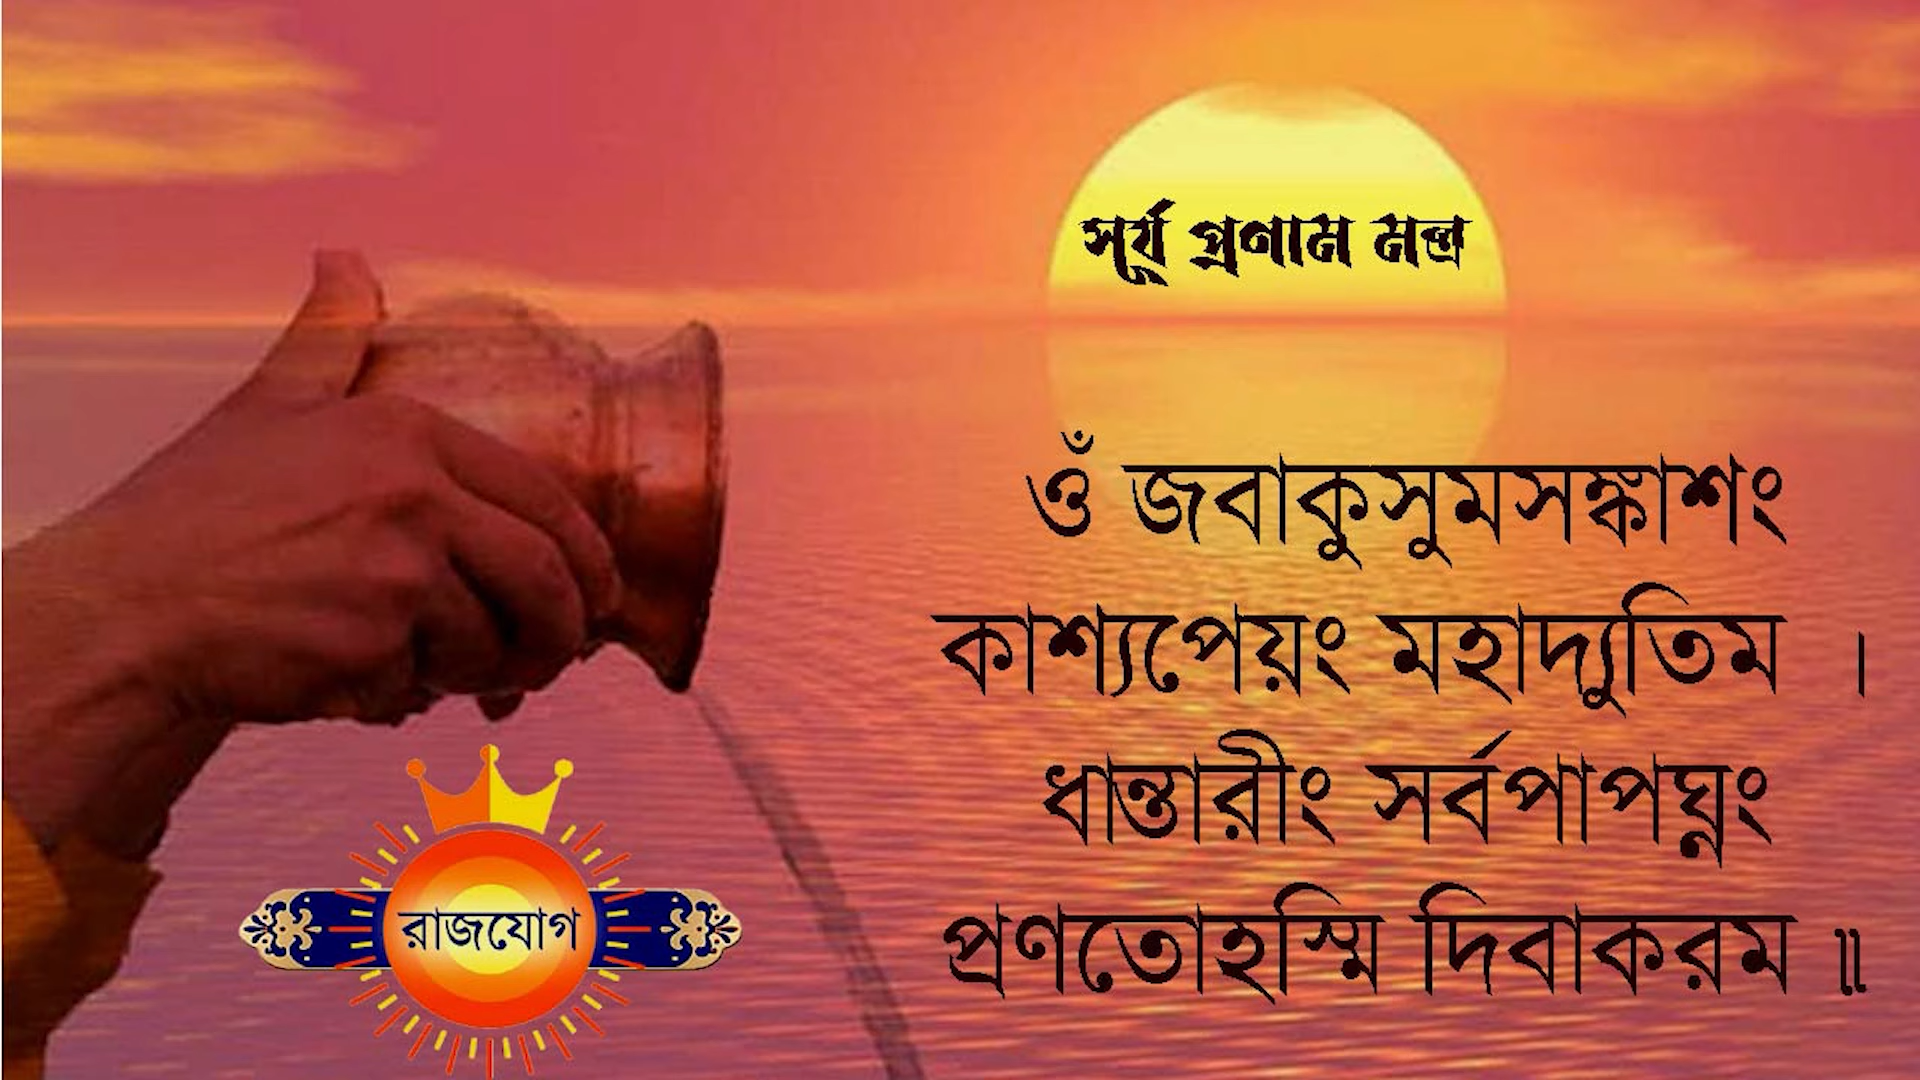 সূর্য প্রণাম মন্ত্র
ওঁ জবাকুসুমসঙ্কাশং
কাশ্যপেয়ং মহাদ্যুতিম ।
ধান্তারীং সর্বপাপঘ্নং
প্রণতোহস্মি দিবাকরম ॥
রাজযোগ